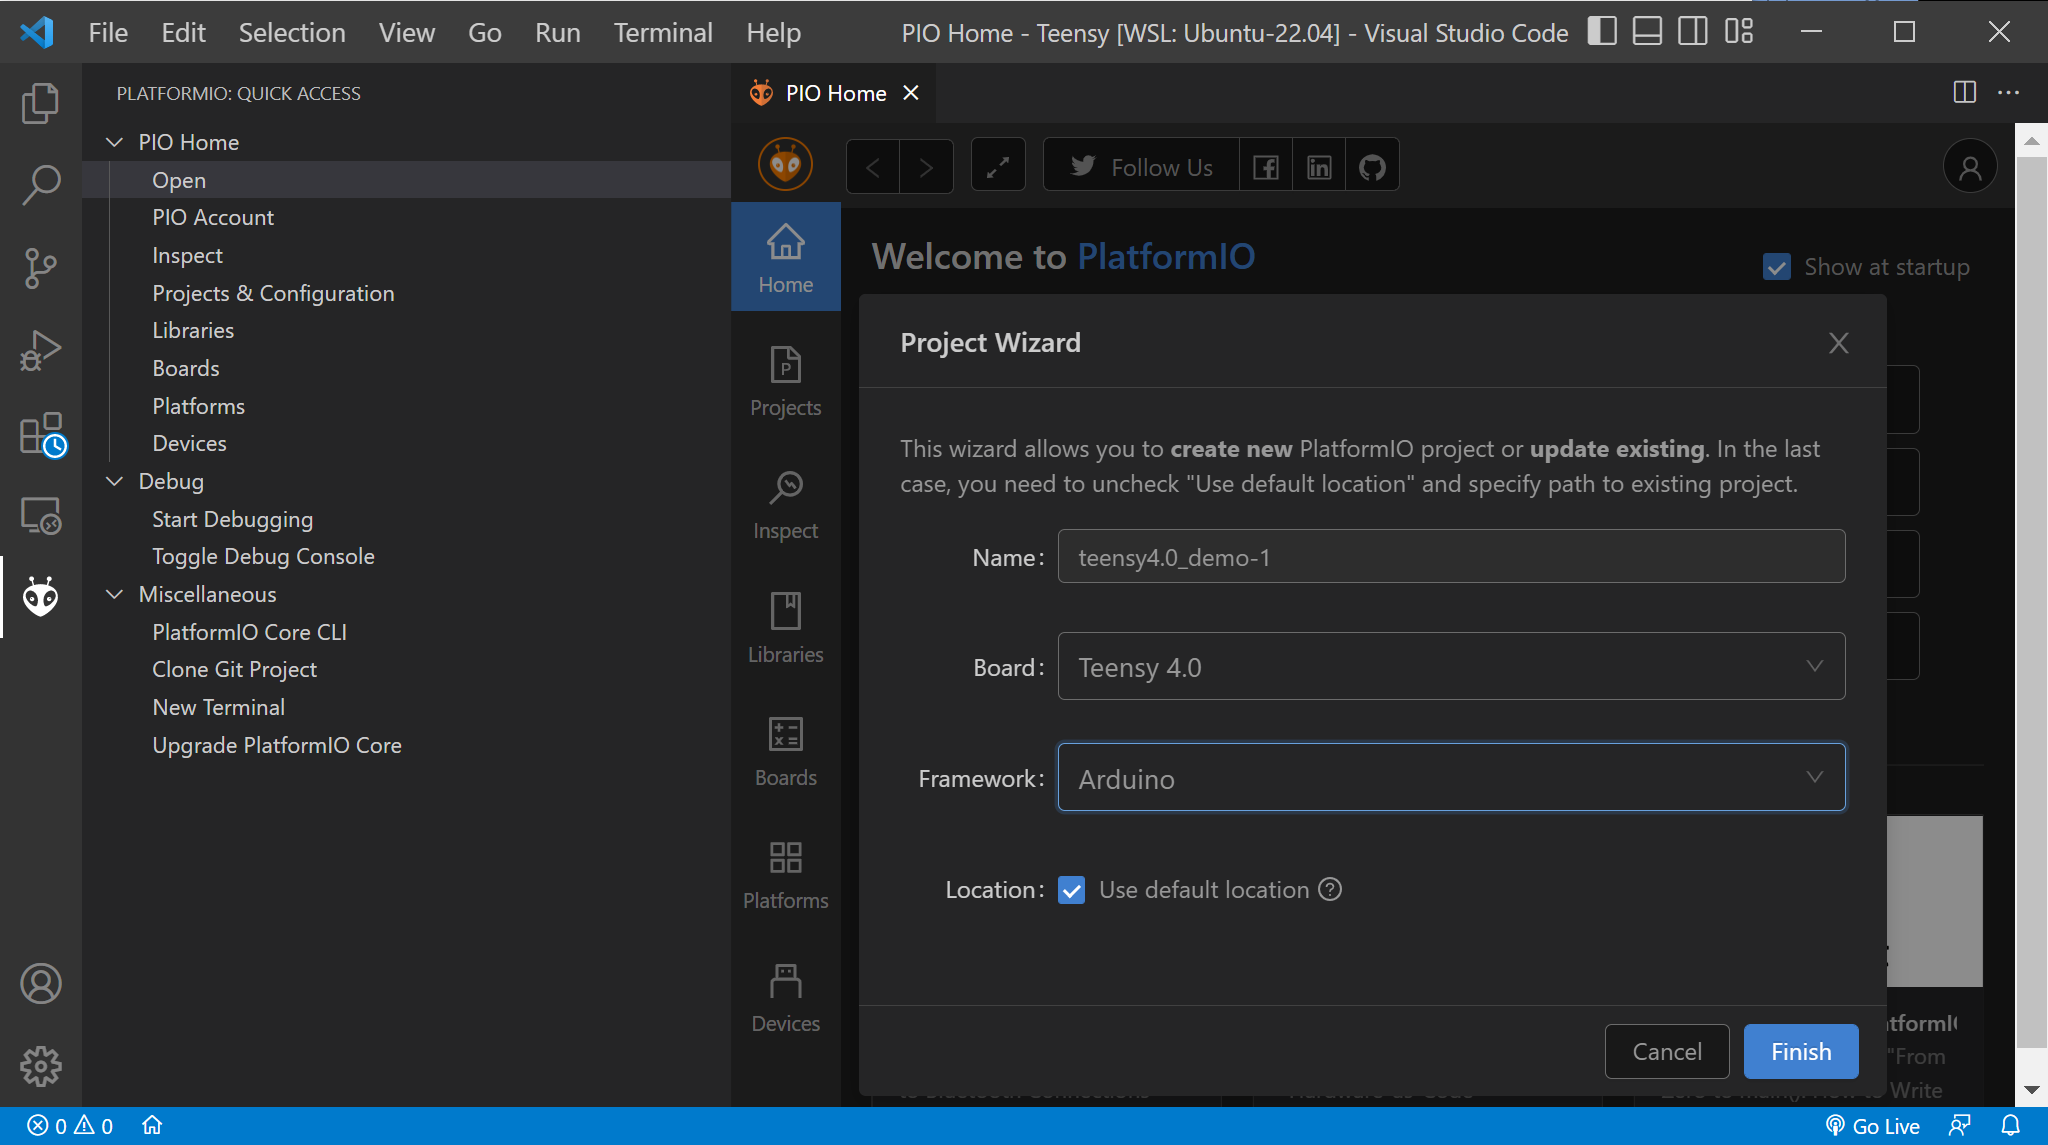 File Edit Selection View Go Run Terminal Help PIO Home - Teensy [WSL: Ubuntu-22.04] - Visual Studio Code
PLATFORMIO: QUICK ACCESS
PIO Home
Open
PIO Account
Inspect
Projects & Configuration
Libraries
Boards
Platforms
Devices
Debug
Start Debugging
Toggle Debug Console
Miscellaneous
PlatformIO Core CLI
Clone Git Project
New Terminal
Upgrade PlatformIO Core
PIO Home
Follow Us
Home
Projects
Inspect
Libraries
Boards
Platforms
Devices
Welcome to PlatformIO
Show at startup
Project Wizard
This wizard allows you to create new PlatformIO project or update existing. In the last
case, you need to uncheck "Use default location" and specify path to existing project.
Name: teensy4.0_demo-1
Board: Teensy 4.0
Framework: Arduino
Location: Use default location
Cancel Finish
"From
Write
0 0
Go Live